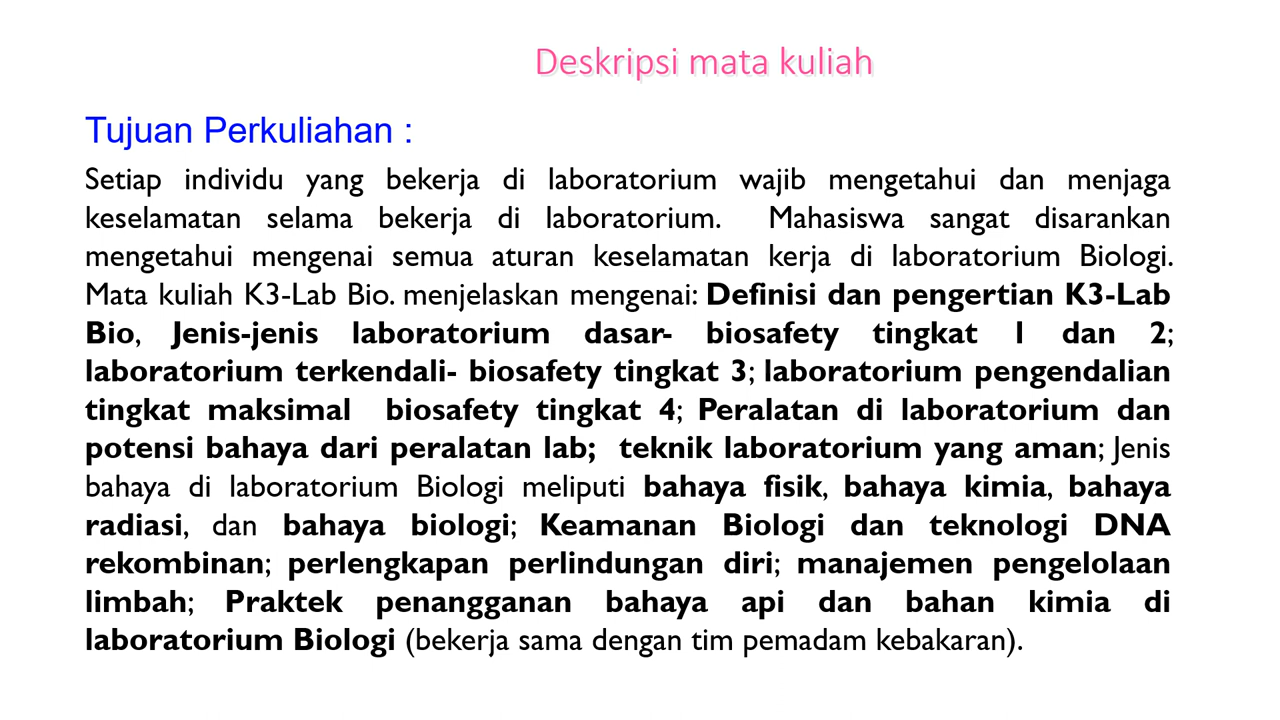 Deskripsi mata kuliah
Tujuan Perkuliahan :
Setiap individu yang bekerja di laboratorium wajib mengetahui dan menjaga
keselamatan selama bekerja di laboratorium. Mahasiswa sangat disarankan
mengetahui mengenai semua aturan keselamatan kerja di laboratorium Biologi.
Mata kuliah K3-Lab Bio. menjelaskan mengenai: Definisi dan pengertian K3-Lab
Bio, Jenis-jenis laboratorium dasar- biosafety tingkat 1 dan 2;
laboratorium terkendali- biosafety tingkat 3; laboratorium pengendalian
tingkat maksimal biosafety tingkat 4; Peralatan di laboratorium dan
potensi bahaya dari peralatan lab; teknik laboratorium yang aman; Jenis
bahaya di laboratorium Biologi meliputi bahaya fisik, bahaya kimia, bahaya
radiasi, dan bahaya biologi; Keamanan Biologi dan teknologi DNA
rekombinan; perlengkapan perlindungan diri; manajemen pengelolaan
limbah; Praktek penangganan bahaya api dan bahan kimia di
laboratorium Biologi (bekerja sama dengan tim pemadam kebakaran).